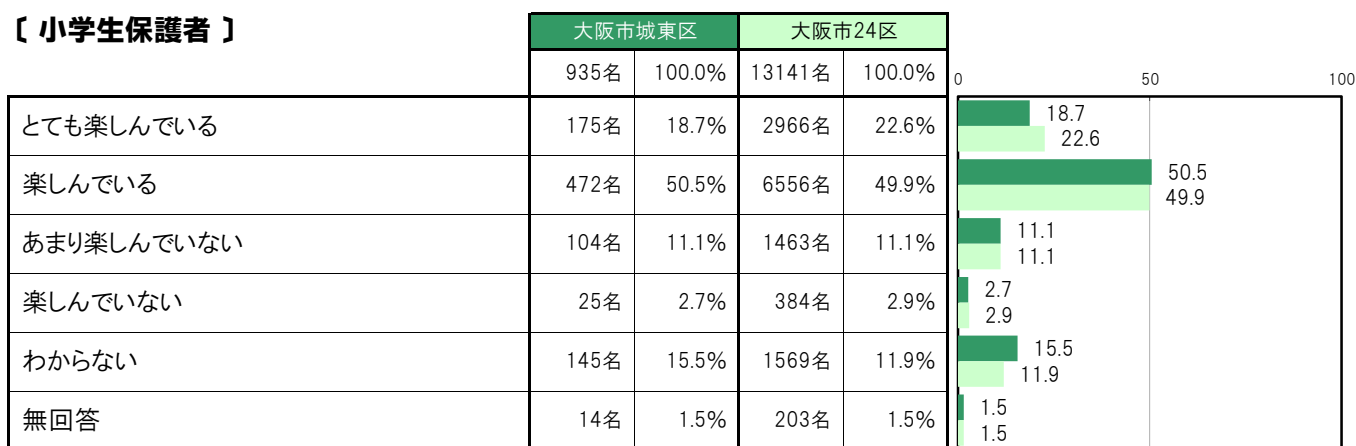 〔 小学生保護者 〕
大阪市城東区 大阪市24区
935名 100.0% 13141名 100.0% 0 50 100
とても楽しんでいる 175名 18.7% 2966名 22.6% 18.7
22.6
楽しんでいる 472名 50.5% 6556名 49.9% 50.5
49.9
あまり楽しんでいない 104名 11.1% 1463名 11.1% 11.1
11.1
楽しんでいない 25名 2.7% 384名 2.9% 2.7
2.9
わからない 145名 15.5% 1569名 11.9% 15.5
11.9
無回答 14名 1.5% 203名 1.5% 1.5
1.5